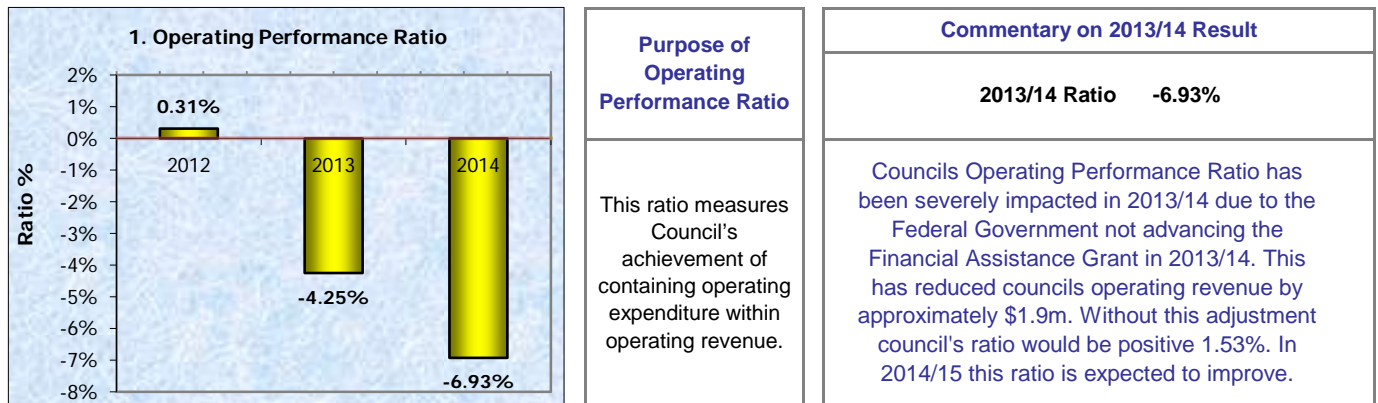 1. Operating Performance Ratio
2%
1%
0%
-1%
-2%
-3%
-4%
-5%
-6%
-7%
-8%
Ratio %
0.31%
2012
2013
2014
-4.25%
-6.93%
Purpose of
Operating
Performance Ratio
This ratio measures
Council's
achievement of
containing operating
expenditure within
operating revenue.
Commentary on 2013/14 Result
2013/14 Ratio -6.93%
Councils Operating Performance Ratio has
been severely impacted in 2013/14 due to the
Federal Government not advancing the
Financial Assistance Grant in 2013/14. This
has reduced councils operating revenue by
approximately $1.9m. Without this adjustment
council's ratio would be positive 1.53%. In
2014/15 this ratio is expected to improve.